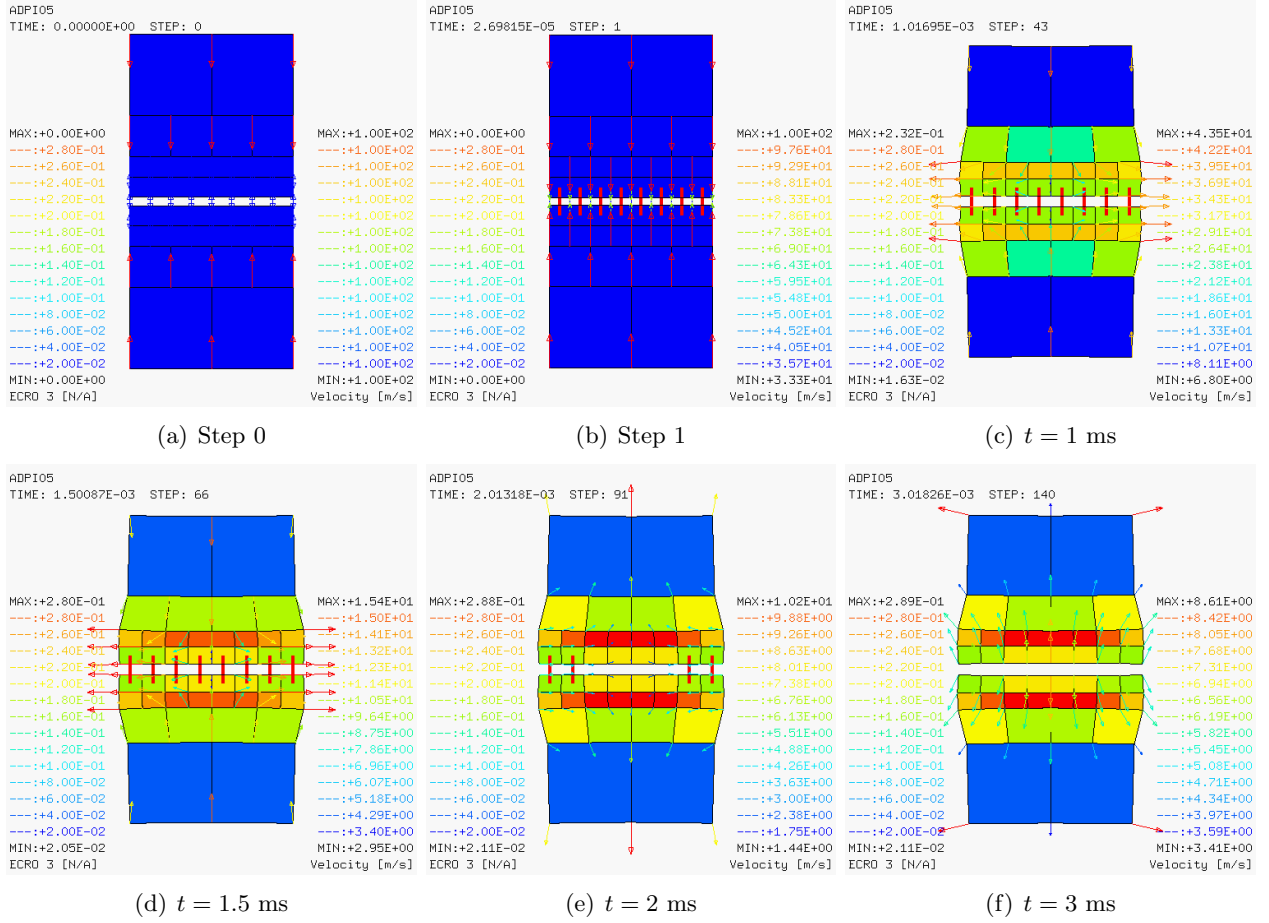 ADPI05
TIME: 0.00000E+00 STEP: 0
MAX:+0.00E+00
---:+2.80E-01
---:+2.60E-01
---:+2.40E-01
---:+2.20E-01
---:+2.00E-01
---:+1.80E-01
---:+1.60E-01
---:+1.40E-01
---:+1.20E-01
---:+1.00E-01
---:+8.00E-02
---:+6.00E-02
---:+4.00E-02
---:+2.00E-02
MIN:+0.00E+00
ECRO 3 [N/A]
MAX:+1.00E+02
---:+1.00E+02
---:+1.00E+02
---:+1.00E+02
---:+1.00E+02
---:+1.00E+02
---:+1.00E+02
---:+1.00E+02
---:+1.00E+02
---:+1.00E+02
---:+1.00E+02
---:+1.00E+02
---:+1.00E+02
---:+1.00E+02
---:+1.00E+02
MIN:+1.00E+02
Velocity [m/s]
(a) Step 0
ADPI05
TIME: 2.69815E-05 STEP: 1
MAX:+0.00E+00
---:+2.80E-01
---:+2.60E-01
---:+2.40E-01
---:+2.20E-01
---:+2.00E-01
---:+1.80E-01
---:+1.60E-01
---:+1.40E-01
---:+1.20E-01
---:+1.00E-01
---:+8.00E-02
---:+6.00E-02
---:+4.00E-02
---:+2.00E-02
MIN:+0.00E+00
ECRO 3 [N/A]
MAX:+1.00E+02
---:+9.76E+01
---:+9.29E+01
---:+8.81E+01
---:+8.33E+01
---:+7.86E+01
---:+7.38E+01
---:+6.90E+01
---:+6.43E+01
---:+5.95E+01
---:+5.48E+01
---:+5.00E+01
---:+4.52E+01
---:+4.05E+01
---:+3.57E+01
MIN:+3.33E+01
Velocity [m/s]
(b) Step 1
ADPI05
TIME: 1.01695E-03 STEP: 43
MAX:+2.32E-01
---:+2.80E-01
---:+2.60E-01
---:+2.40E-01
---:+2.20E-01
---:+2.00E-01
---:+1.80E-01
---:+1.60E-01
---:+1.40E-01
---:+1.20E-01
---:+1.00E-01
---:+8.00E-02
---:+6.00E-02
---:+4.00E-02
---:+2.00E-02
MIN:+1.63E-02
ECRO 3 [N/A]
MAX:+4.35E+01
---:+4.22E+01
---:+3.95E+01
---:+3.69E+01
---:+3.43E+01
---:+3.17E+01
---:+2.91E+01
---:+2.64E+01
---:+2.38E+01
---:+2.12E+01
---:+1.86E+01
---:+1.60E+01
---:+1.33E+01
---:+1.07E+01
---:+8.11E+00
MIN:+6.80E+00
Velocity [m/s]
(c) t = 1 ms
ADPI05
TIME: 1.50087E-03 STEP: 66
MAX:+2.80E-01
---:+2.80E-01
---:+2.60E-01
---:+2.40E-01
---:+2.20E-01
---:+2.00E-01
---:+1.80E-01
---:+1.60E-01
---:+1.40E-01
---:+1.20E-01
---:+1.00E-01
---:+8.00E-02
---:+6.00E-02
---:+4.00E-02
---:+2.00E-02
MIN:+2.05E-02
ECRO 3 [N/A]
MAX:+1.54E+01
---:+1.50E+01
---:+1.41E+01
---:+1.32E+01
---:+1.23E+01
---:+1.14E+01
---:+1.05E+01
---:+9.64E+00
---:+8.75E+00
---:+7.86E+00
---:+6.96E+00
---:+6.07E+00
---:+5.18E+00
---:+4.29E+00
---:+3.40E+00
MIN:+2.95E+00
Velocity [m/s]
(d) t = 1.5 ms
ADPI05
TIME: 2.01318E-03 STEP: 91
MAX:+2.88E-01
---:+2.80E-01
---:+2.60E-01
---:+2.40E-01
---:+2.20E-01
---:+2.00E-01
---:+1.80E-01
---:+1.60E-01
---:+1.40E-01
---:+1.20E-01
---:+1.00E-01
---:+8.00E-02
---:+6.00E-02
---:+4.00E-02
---:+2.00E-02
MIN:+2.11E-02
ECRO 3 [N/A]
MAX:+1.02E+01
---:+9.88E+00
---:+9.26E+00
---:+8.63E+00
---:+8.01E+00
---:+7.38E+00
---:+6.76E+00
---:+6.13E+00
---:+5.51E+00
---:+4.88E+00
---:+4.26E+00
---:+3.63E+00
---:+3.00E+00
---:+2.38E+00
---:+1.75E+00
MIN:+1.44E+00
Velocity [m/s]
(e) t = 2 ms
ADPI05
TIME: 3.01826E-03 STEP: 140
MAX:+2.89E-01
---:+2.80E-01
---:+2.60E-01
---:+2.40E-01
---:+2.20E-01
---:+2.00E-01
---:+1.80E-01
---:+1.60E-01
---:+1.40E-01
---:+1.20E-01
---:+1.00E-01
---:+8.00E-02
---:+6.00E-02
---:+4.00E-02
---:+2.00E-02
MIN:+2.11E-02
ECRO 3 [N/A]
MAX:+8.61E+00
---:+8.42E+00
---:+8.05E+00
---:+7.68E+00
---:+7.31E+00
---:+6.94E+00
---:+6.56E+00
---:+6.19E+00
---:+5.82E+00
---:+5.45E+00
---:+5.08E+00
---:+4.71E+00
---:+4.34E+00
---:+3.97E+00
---:+3.59E+00
MIN:+3.41E+00
Velocity [m/s]
(f) t = 3 ms